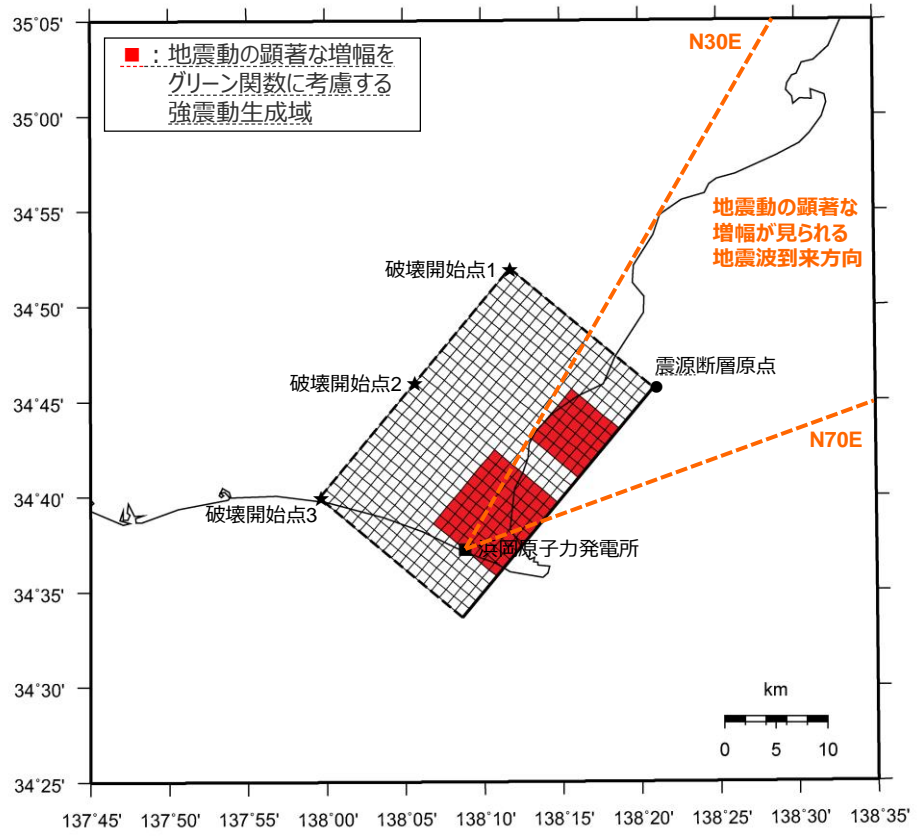 35°05'
35°00'
34°55'
34°50'
34°45'
34°40'
34°35'
34°30'
34°25'
■：地震動の顕著な増幅を
グリーン関数に考慮する
強震動生成域
N30E
地震動の顕著な
増幅が見られる
地震波到来方向
破壊開始点1
震源断層原点
破壊開始点2
N70E
破壊開始点3
浜岡原子力発電所
km
0 5 10
137°45' 137°50' 137°55' 138°00' 138°05' 138°10' 138°15' 138°20' 138°25' 138°30' 138°35'